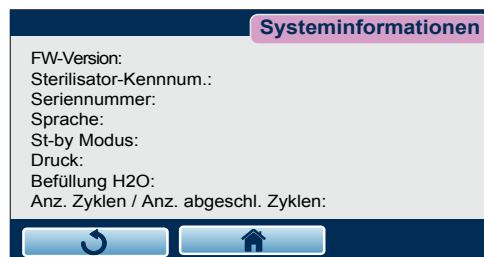 Systeminformationen
FW-Version:
Sterilisator-Kennnum.:
Seriennummer:
Sprache:
St-by Modus:
Druck:
Befüllung H2O:
Anz. Zyklen / Anz. abgeschl. Zyklen: